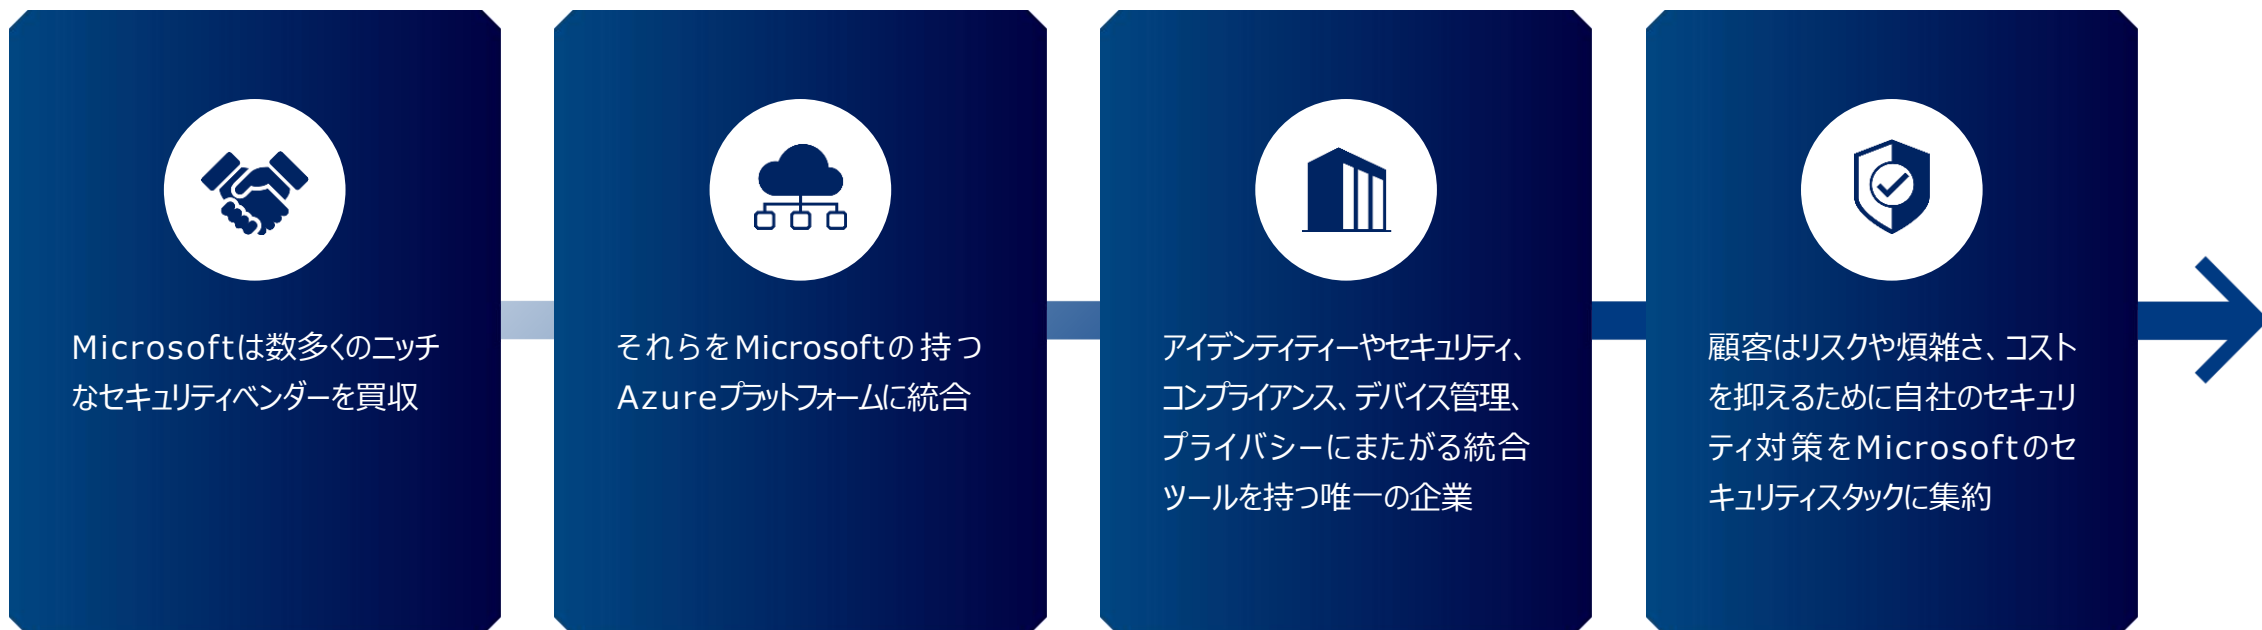 Microsoftは数多くのニッチ
なセキュリティベンダーを買収
それらをMicrosoftの持つ
Azureプラットフォームに統合
アイデンティティーやセキュリティ、
コンプライアンス、デバイス管理、
プライバシーにまたがる統合
ツールを持つ唯一の企業
顧客はリスクや煩雑さ、コスト
を抑えるために自社のセキュリ
ティ対策をMicrosoftのセ
キュリティスタックに集約